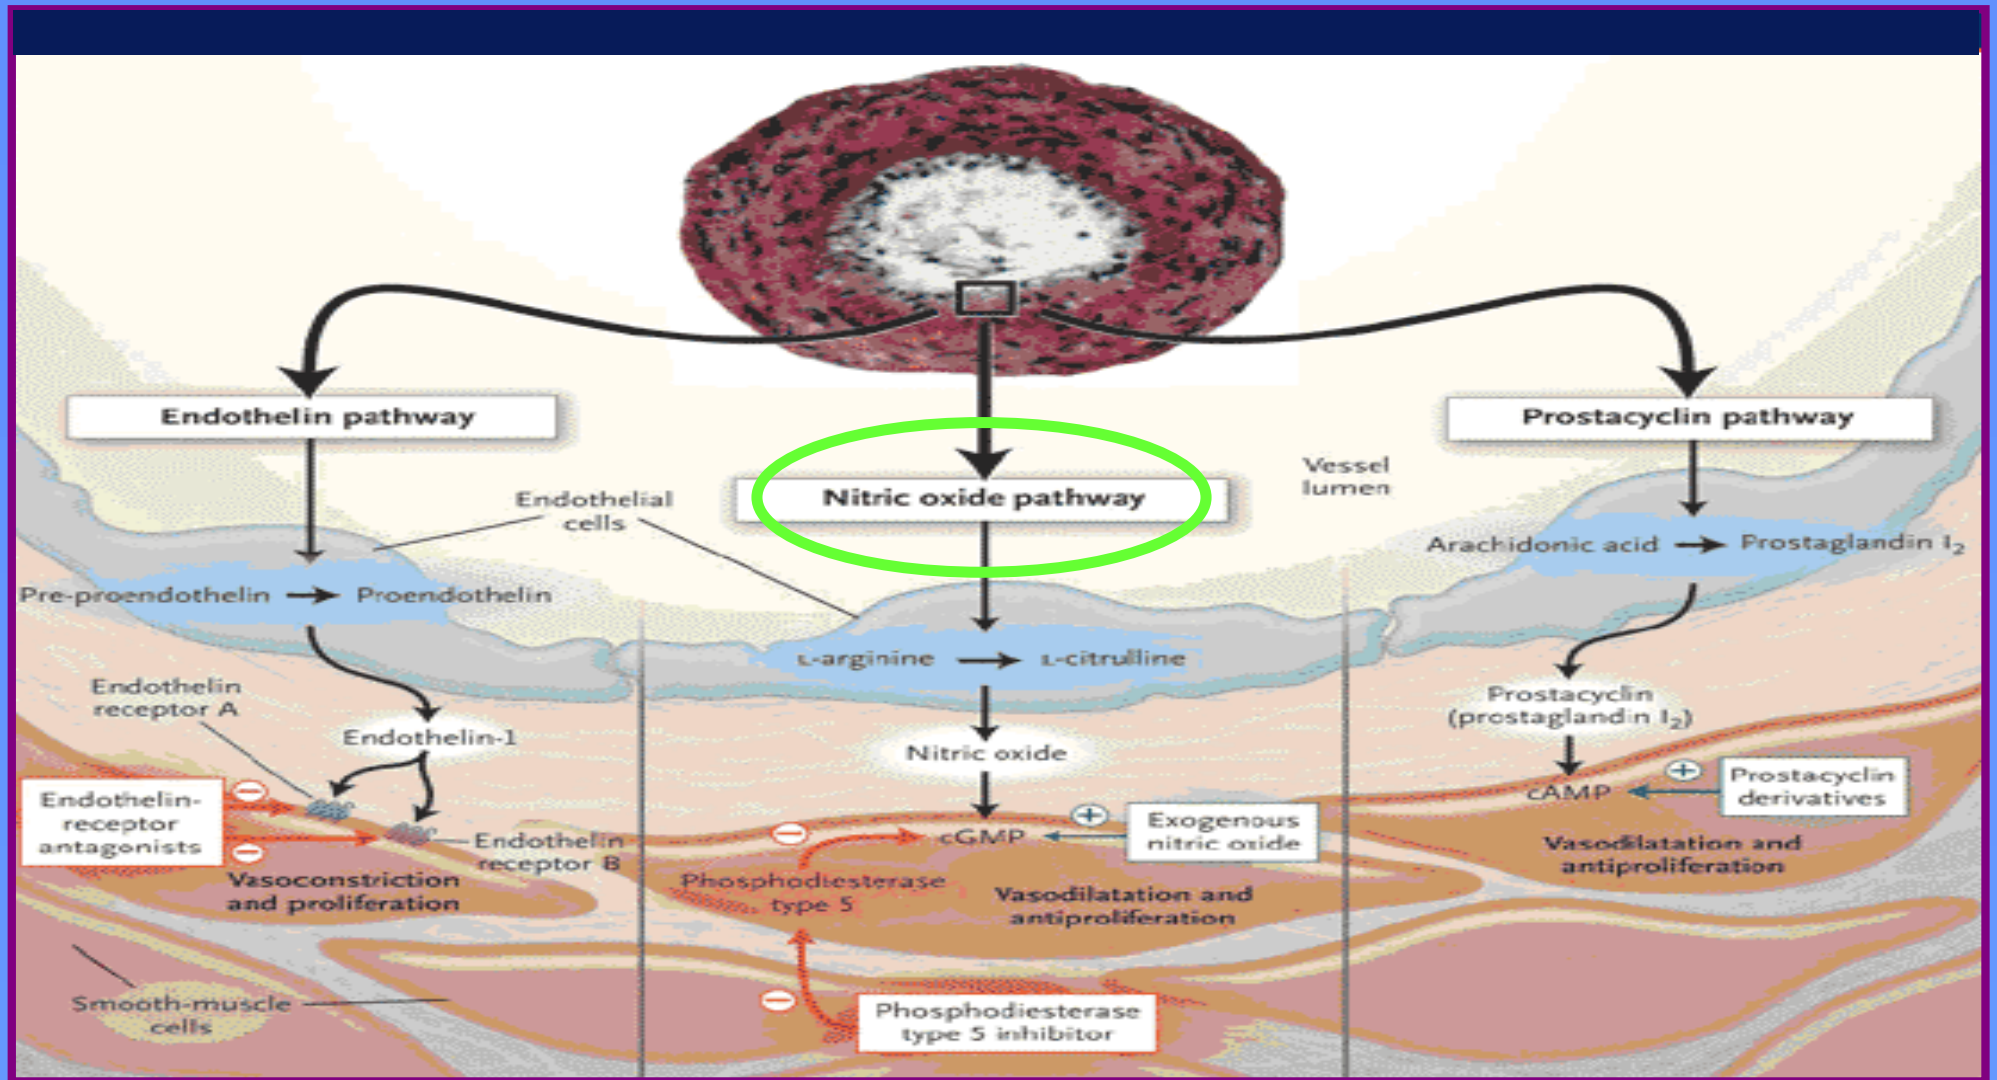 Endothelin pathway
Nitric oxide pathway
Prostacyclin pathway
Vessel
lumen
Endothelial
cells
Pre-proendothelin
Proendothelin
L-arginine
L-citrulline
Arachidonic acid
Prostaglandin I2
Endothelin
receptor A
Endothelin-1
Nitric oxide
Prostacyclin
(prostaglandin I2)
Endothelin-
receptor
antagonists
−
−
Endothelin
receptor B
Vasoconstriction
and proliferation
−
cGMP
+
Exogenous
nitric oxide
Phosphodiesterase
type 5
Vasodilatation and
antiproliferation
cAMP
+
Prostacyclin
derivatives
Vasodilatation and
antiproliferation
Smooth-muscle
cells
−
Phosphodiesterase
type 5 inhibitor